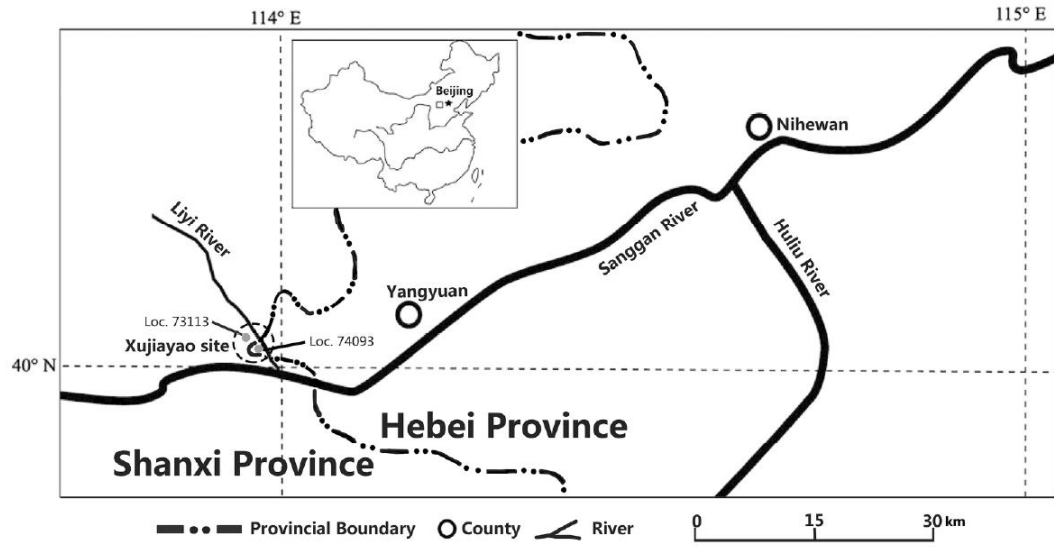 114° E
115° E
Beijing
Nihewan
Liyi River
Sanggan River
Huliu River
Yangyuan
Loc. 73113
Loc. 74093
Xujiayao site
40° N
Hebei Province
Shanxi Province
Provincial Boundary
County
River
0
15
30 km